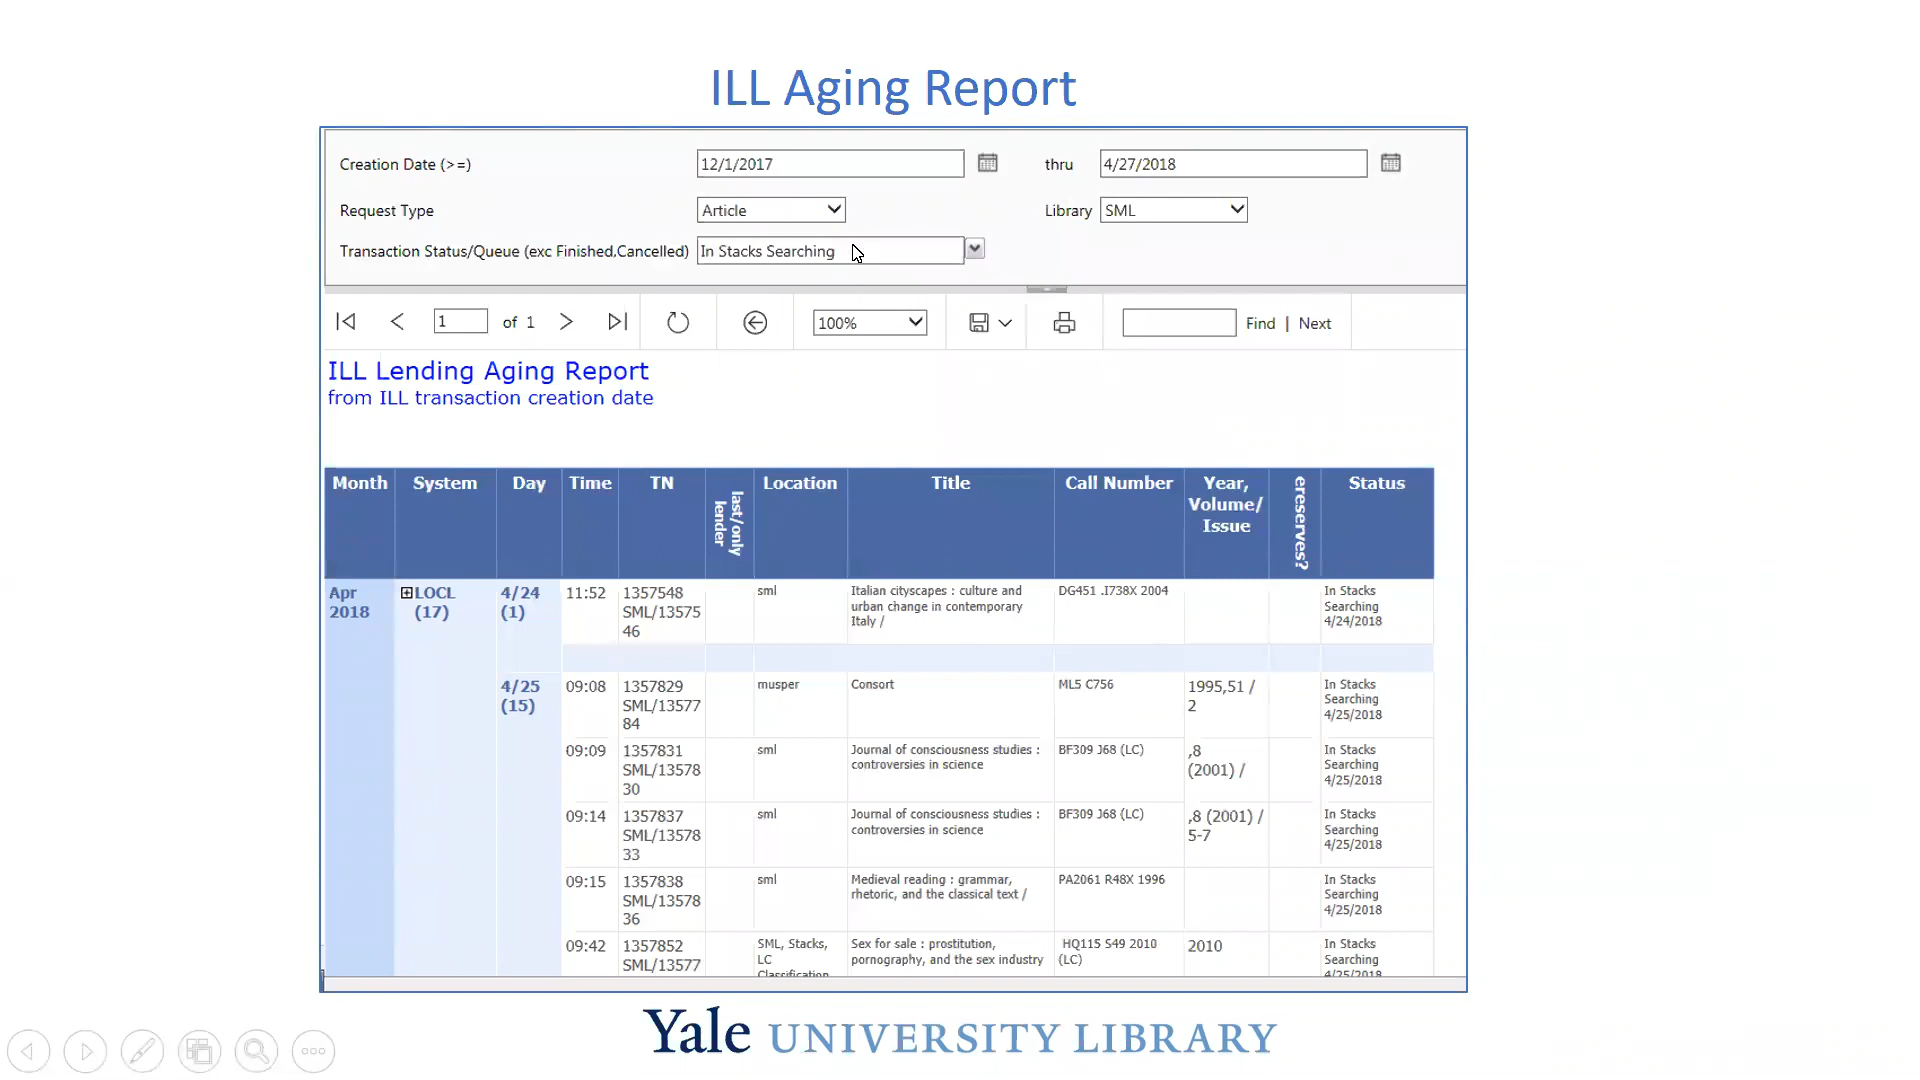 ILL Aging Report
Creation Date (>=) 12/1/2017 thru 4/27/2018
Request Type Article Library SML
Transaction Status/Queue (exc Finished,Cancelled) In Stacks Searching
1 of 1 100% Find | Next
ILL Lending Aging Report
from ILL transaction creation date
Month System Day Time TN last/only lender Location Title Call Number Year, Volume/ Issue ereserves? Status
Apr 2018 LOCL (17) 4/24 (1) 11:52 1357548 SML/1357546 sml Italian cityscapes : culture and urban change in contemporary Italy / DG451 .I738X 2004 In Stacks Searching 4/24/2018
4/25 (15) 09:08 1357829 SML/1357784 musper Consort ML5 C756 1995,51 / 2 In Stacks Searching 4/25/2018
09:09 1357831 SML/1357830 sml Journal of consciousness studies : controversies in science BF309 J68 (LC) ,8 (2001) / In Stacks Searching 4/25/2018
09:14 1357837 SML/1357833 sml Journal of consciousness studies : controversies in science BF309 J68 (LC) ,8 (2001) / 5-7 In Stacks Searching 4/25/2018
09:15 1357838 SML/1357836 sml Medieval reading : grammar, rhetoric, and the classical text / PA2061 R48X 1996 In Stacks Searching 4/25/2018
09:42 1357852 SML/13577 SML, Stacks, LC Classification Sex for sale : prostitution, pornography, and the sex industry HQ115 S49 2010 (LC) 2010 In Stacks Searching 4/25/2018
Yale UNIVERSITY LIBRARY